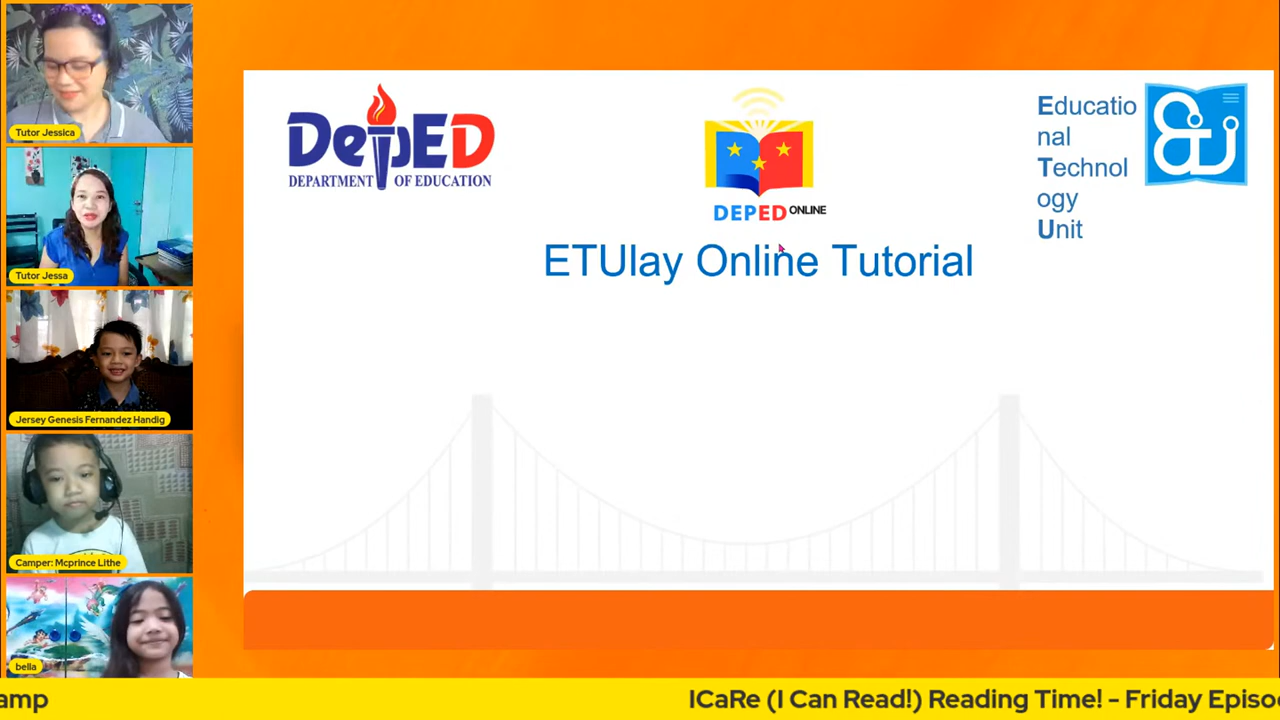 Tutor Jessica
Tutor Jessa
Jersey Genesis Fernandez Handig
Camper: Mcprince Lithe
bella
DepED
DEPARTMENT OF EDUCATION
DEPED ONLINE
Educatio
nal
Technol
ogy
Unit
ETUlay Online Tutorial
amp
ICaRe (I Can Read!) Reading Time! - Friday Episo